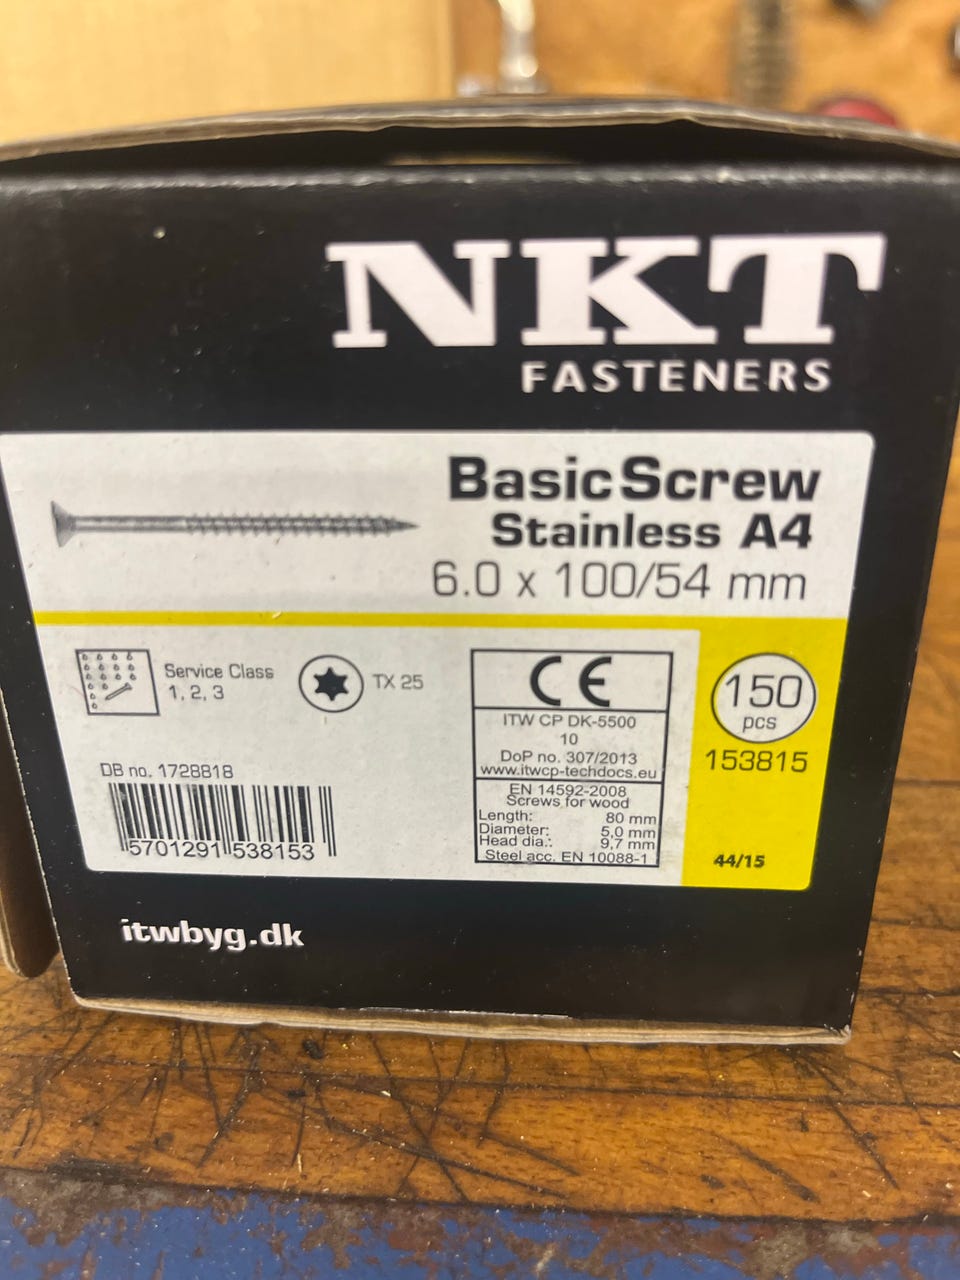 NKT
FASTENERS
Basic Screw
Stainless A4
6.0 x 100/54 mm
Service Class
1, 2, 3
TX 25
CE
ITW CP DK-5500
10
DoP no. 307/2013
www.itwcp-techdocs.eu
EN 14592-2008
Screws for wood
Length: 80 mm
Diameter: 5,0 mm
Head dia.: 9,7 mm
Steel acc. EN 10088-1
150
pcs
153815
44/15
DB no. 1728818
5701291 538153
itwbyg.dk